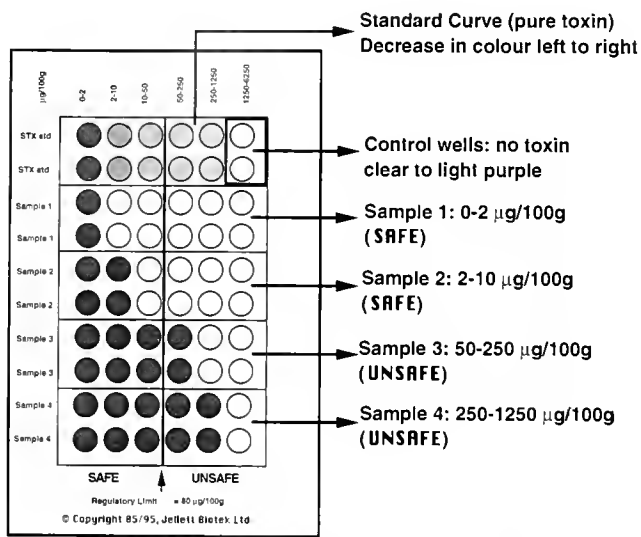 Standard Curve (pure toxin)
Decrease in colour left to right
µg/100g
0-2
2-10
10-50
50-250
250-1250
1250-6250
STX std
STX std
Control wells: no toxin
clear to light purple
Sample 1
Sample 1
Sample 1: 0-2 µg/100g
(SAFE)
Sample 2
Sample 2
Sample 2: 2-10 µg/100g
(SAFE)
Sample 3
Sample 3
Sample 3: 50-250 µg/100g
(UNSAFE)
Sample 4
Sample 4
Sample 4: 250-1250 µg/100g
(UNSAFE)
SAFE UNSAFE
Regulatory Limit = 80 µg/100g
© Copyright 85/95, Jellett Biotek Ltd